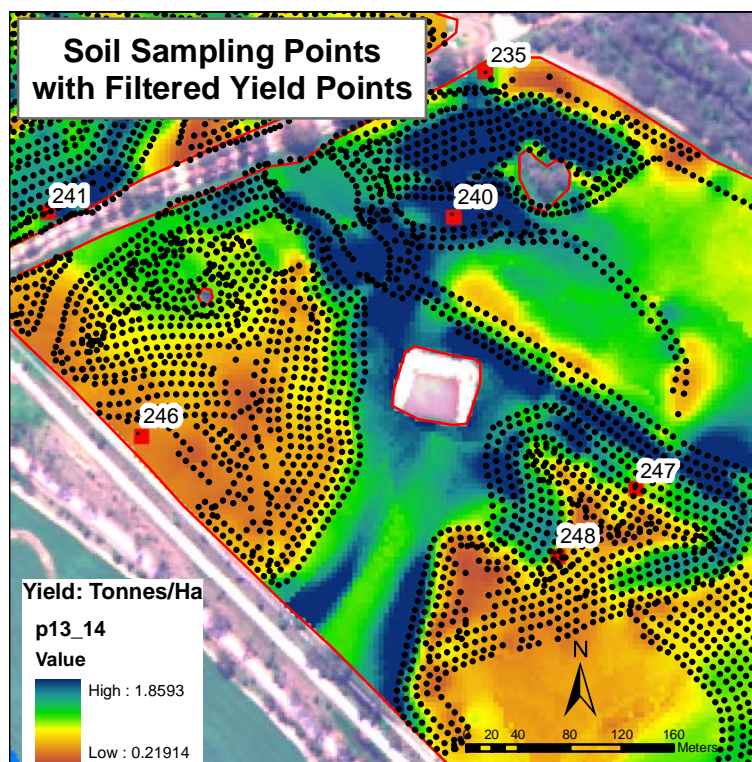 Soil Sampling Points
with Filtered Yield Points
235
241
240
246
247
248
Yield: Tonnes/Ha
p13_14
Value
High : 1.8593
Low : 0.21914
N
0 20 40 80 120 160
Meters